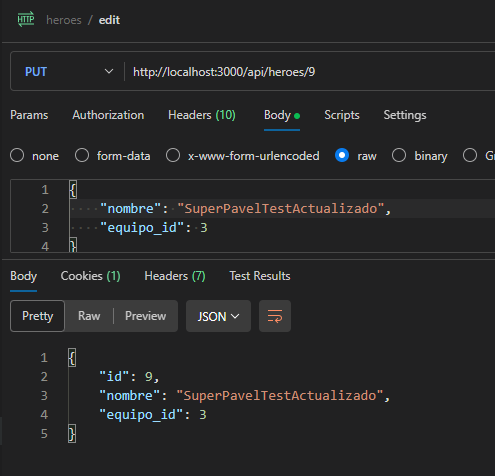 HTTP heroes / edit
PUT http://localhost:3000/api/heroes/9
Params Authorization Headers (10) Body Scripts Settings
none form-data x-www-form-urlencoded raw binary G
1 {
2 "nombre": "SuperPavelTestActualizado",
3 "equipo_id": 3
4 }
Body Cookies (1) Headers (7) Test Results
Pretty Raw Preview JSON
1 {
2 "id": 9,
3 "nombre": "SuperPavelTestActualizado",
4 "equipo_id": 3
5 }